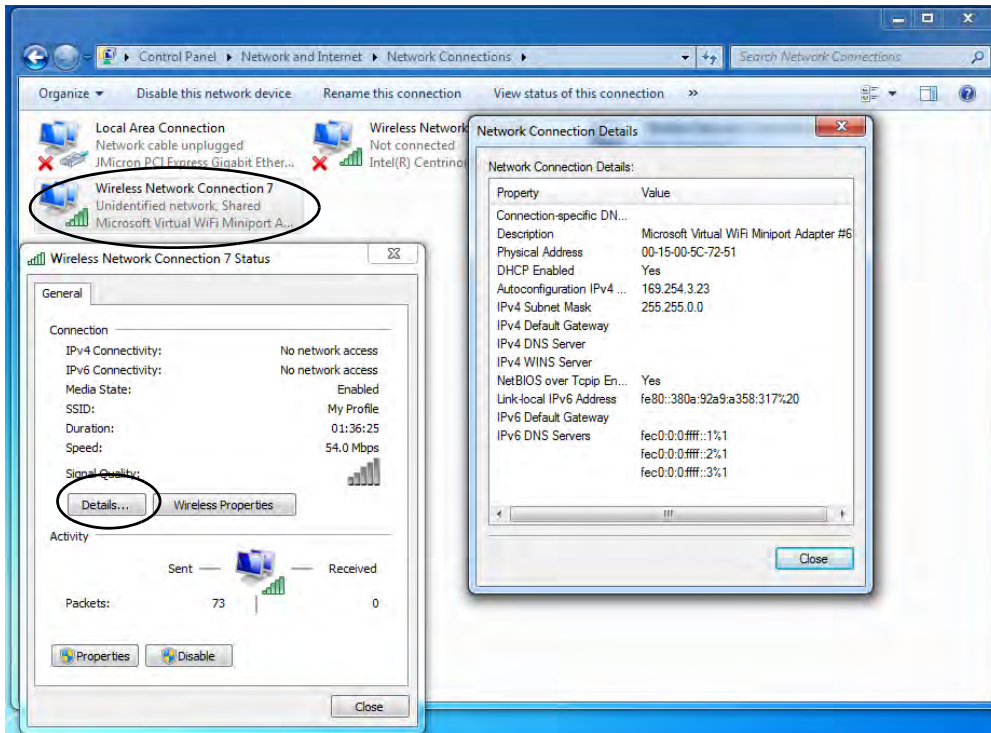 Control Panel Network and Internet Network Connections Search Network Connections
Organize Disable this network device Rename this connection View status of this connection »
Local Area Connection
Network cable unplugged
JMicron PCI Express Gigabit Ether...
Wireless Network
Not connected
Intel(R) Centrino
Wireless Network Connection 7
Unidentified network, Shared
Microsoft Virtual WiFi Miniport A...
Wireless Network Connection 7 Status
General
Connection
IPv4 Connectivity: No network access
IPv6 Connectivity: No network access
Media State: Enabled
SSID: My Profile
Duration: 01:36:25
Speed: 54.0 Mbps
Signal Quality:
Details... Wireless Properties
Activity
Sent — — Received
Packets: 73 0
Properties Disable
Close
Network Connection Details
Network Connection Details:
Property Value
Connection-specific DN...
Description Microsoft Virtual WiFi Miniport Adapter #6
Physical Address 00-15-00-5C-72-51
DHCP Enabled Yes
Autoconfiguration IPv4 ... 169.254.3.23
IPv4 Subnet Mask 255.255.0.0
IPv4 Default Gateway
IPv4 DNS Server
IPv4 WINS Server
NetBIOS over Tcpip En... Yes
Link-local IPv6 Address fe80::380a:92a9:a358:317%20
IPv6 Default Gateway
IPv6 DNS Servers fec0:0:0:ffff::1%1
fec0:0:0:ffff::2%1
fec0:0:0:ffff::3%1
Close